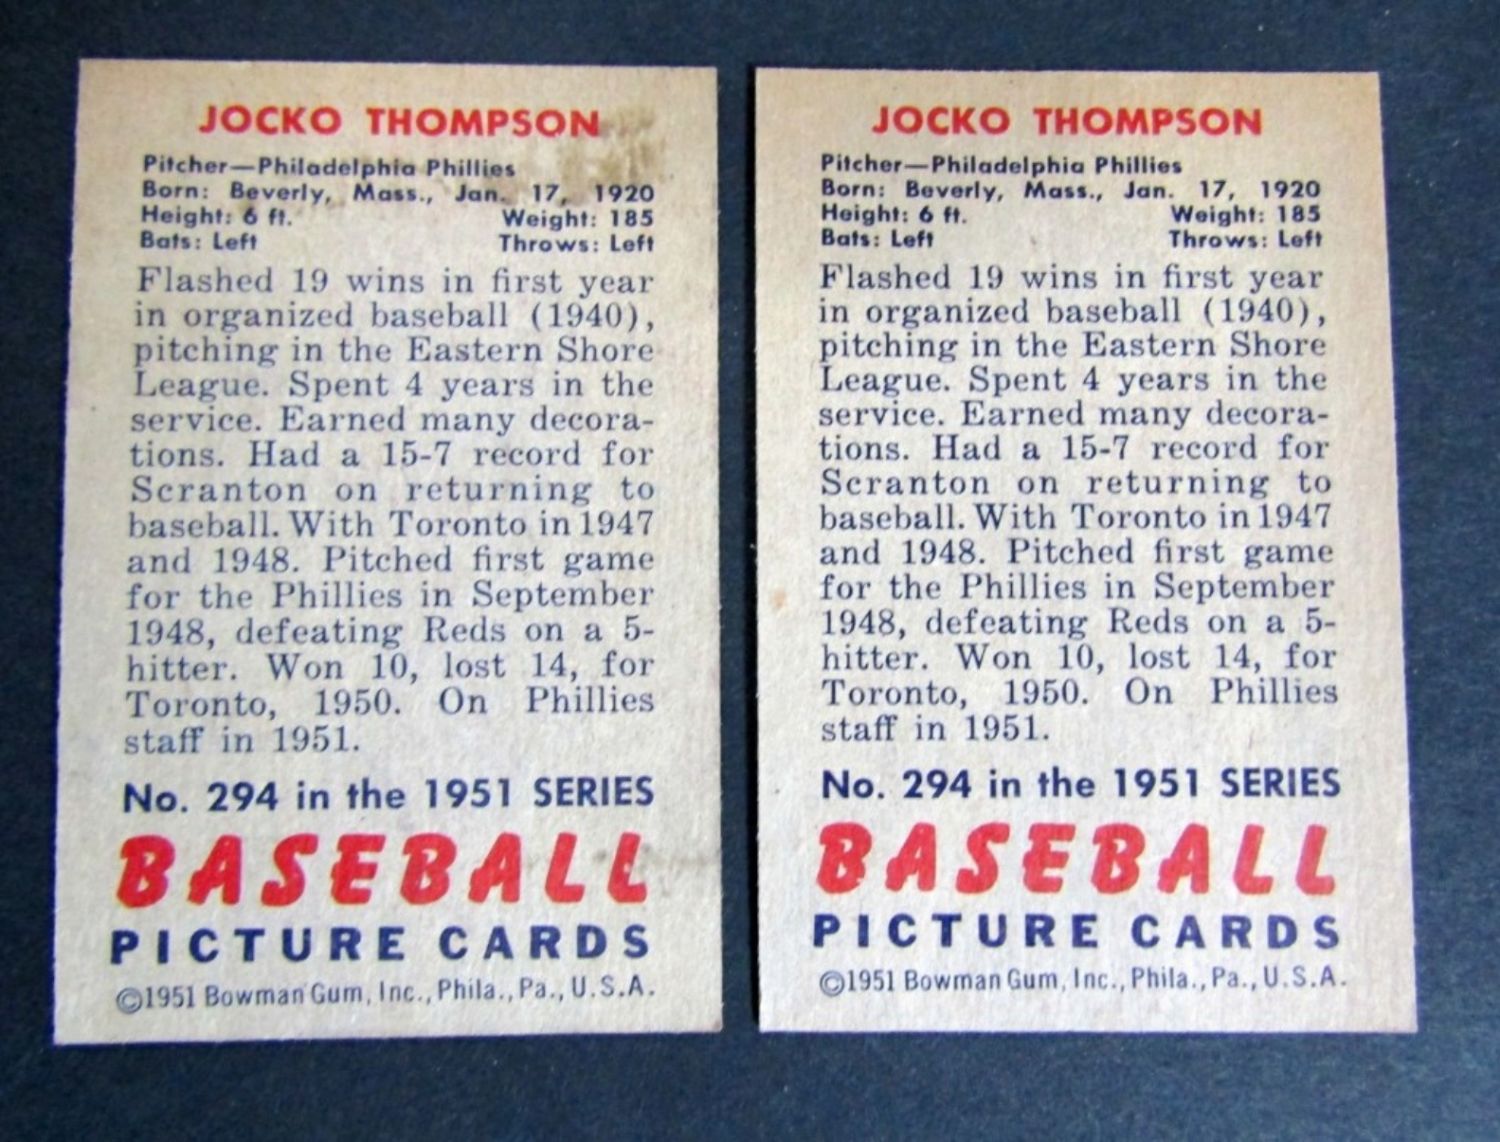 JOCKO THOMPSON
Pitcher—Philadelphia Phillies
Born: Beverly, Mass., Jan. 17, 1920
Height: 6 ft. Weight: 185
Bats: Left Throws: Left
Flashed 19 wins in first year
in organized baseball (1940),
pitching in the Eastern Shore
League. Spent 4 years in the
service. Earned many decora-
tions. Had a 15-7 record for
Scranton on returning to
baseball. With Toronto in 1947
and 1948. Pitched first game
for the Phillies in September
1948, defeating Reds on a 5-
hitter. Won 10, lost 14, for
Toronto, 1950. On Phillies
staff in 1951.
No. 294 in the 1951 SERIES
BASEBALL
PICTURE CARDS
©1951 Bowman Gum, Inc., Phila., Pa., U.S.A.
JOCKO THOMPSON
Pitcher—Philadelphia Phillies
Born: Beverly, Mass., Jan. 17, 1920
Height: 6 ft. Weight: 185
Bats: Left Throws: Left
Flashed 19 wins in first year
in organized baseball (1940),
pitching in the Eastern Shore
League. Spent 4 years in the
service. Earned many decora-
tions. Had a 15-7 record for
Scranton on returning to
baseball. With Toronto in 1947
and 1948. Pitched first game
for the Phillies in September
1948, defeating Reds on a 5-
hitter. Won 10, lost 14, for
Toronto, 1950. On Phillies
staff in 1951.
No. 294 in the 1951 SERIES
BASEBALL
PICTURE CARDS
©1951 Bowman Gum, Inc., Phila., Pa., U.S.A.